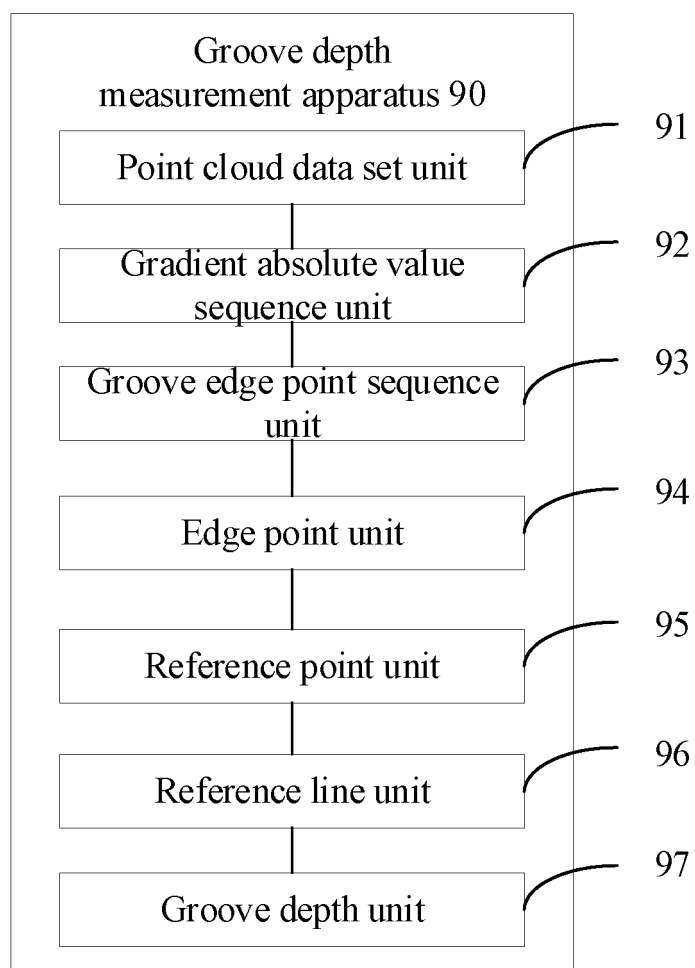 Groove depth
measurement apparatus 90
91
Point cloud data set unit
92
Gradient absolute value
sequence unit
93
Groove edge point sequence
unit
94
Edge point unit
95
Reference point unit
96
Reference line unit
97
Groove depth unit